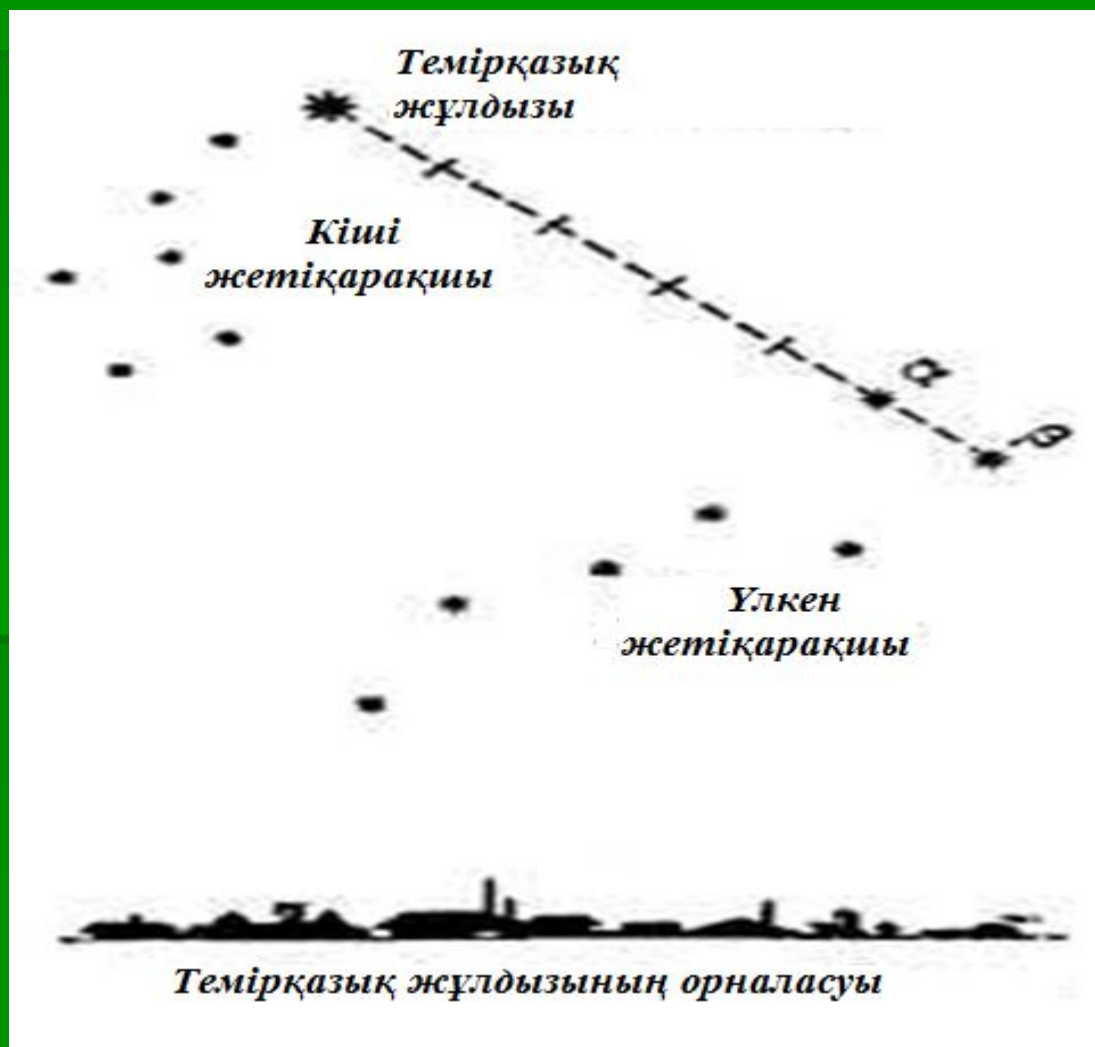 Темірқазық
жұлдызы
Кіші
жетіқарақшы
α
β
Үлкен
жетіқарақшы
Темірқазық жұлдызының орналасуы